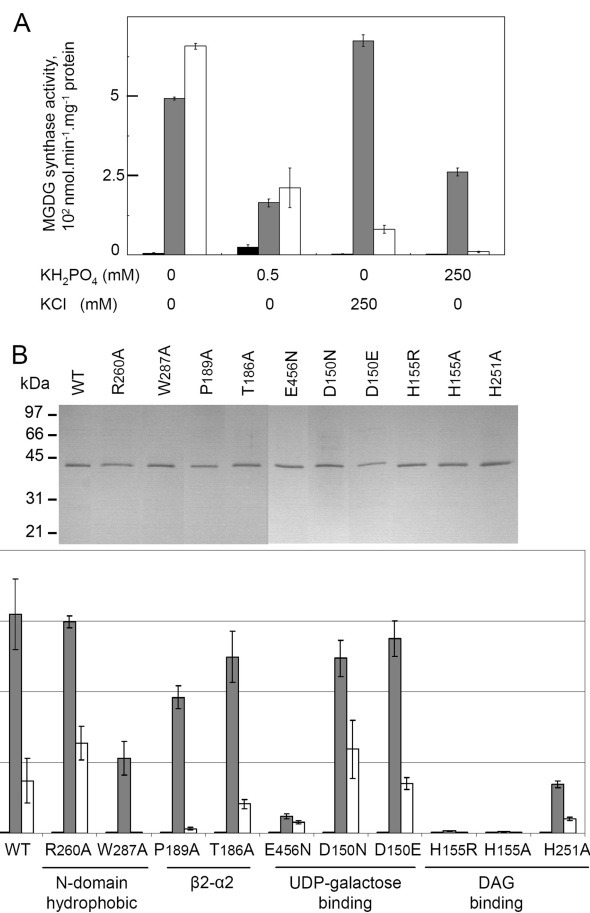 A
MGDG synthase activity,
10² nmol.min⁻¹.mg⁻¹ protein
5
2.5
0
KH₂PO₄ (mM) 0 0.5 0 250
KCl (mM) 0 0 250 0
B
kDa WT R260A W287A P189A T186A E456N D150N D150E H155R H155A H251A
97
66
45
31
21
WT R260A W287A P189A T186A E456N D150N D150E H155R H155A H251A
N-domain β2-α2 UDP-galactose DAG
hydrophobic binding binding